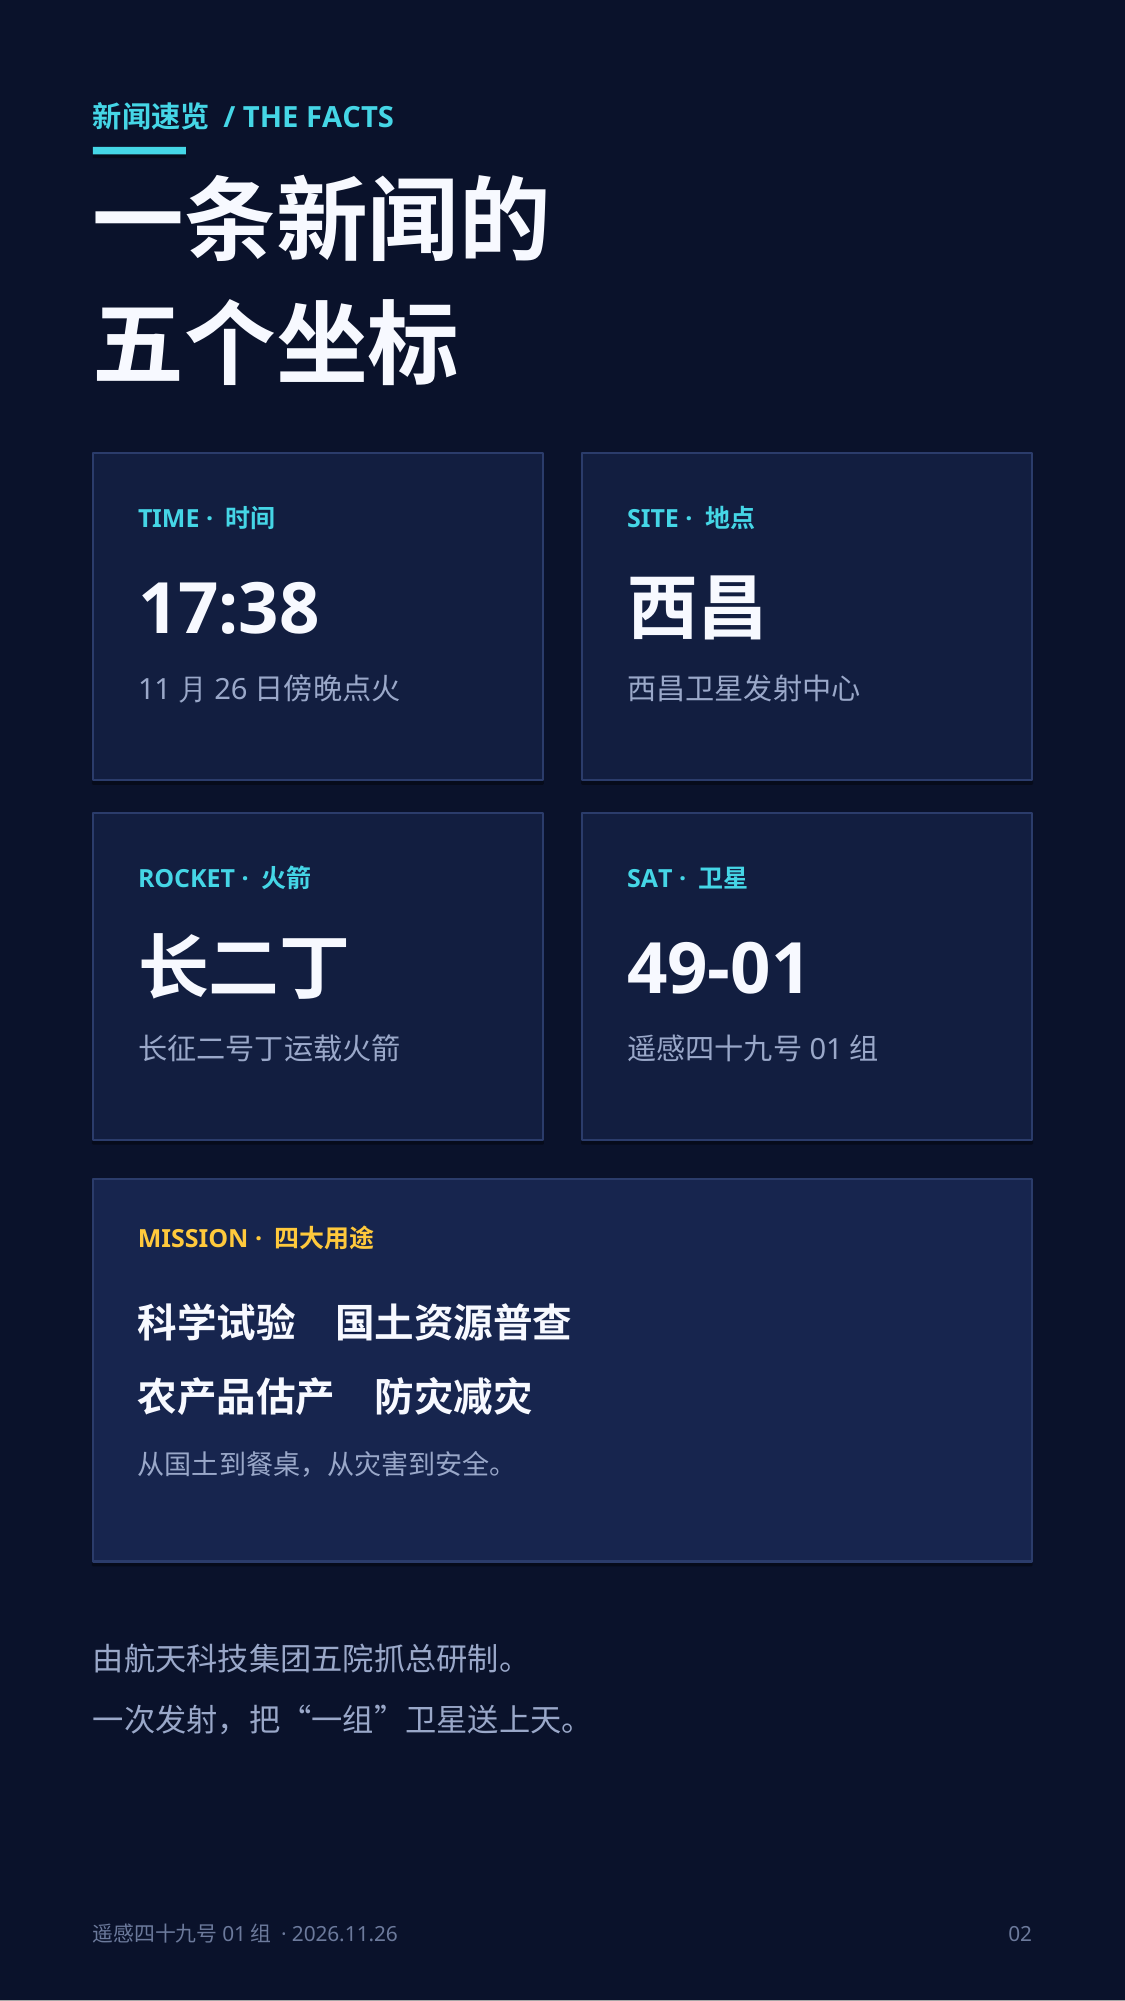 新闻速览 / THE FACTS
一条新闻的
五个坐标
TIME · 时间
17:38
11 月 26 日傍晚点火
SITE · 地点
西昌
西昌卫星发射中心
ROCKET · 火箭
长二丁
长征二号丁运载火箭
SAT · 卫星
49-01
遥感四十九号 01 组
MISSION · 四大用途
科学试验　国土资源普查
农产品估产　防灾减灾
从国土到餐桌，从灾害到安全。
由航天科技集团五院抓总研制。
一次发射，把“一组”卫星送上天。
遥感四十九号 01 组 · 2026.11.26
02